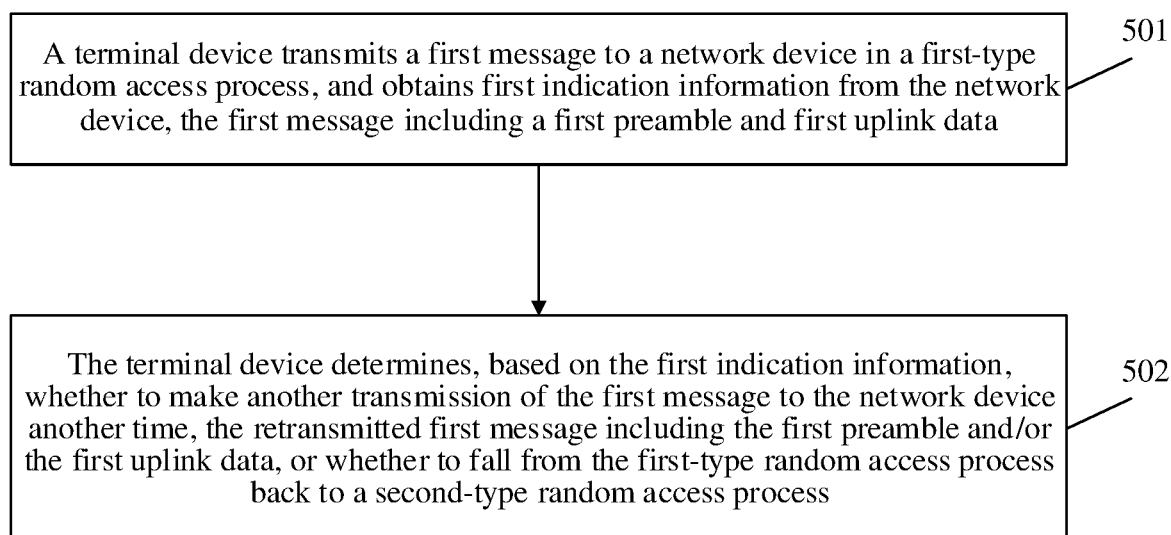 A terminal device transmits a first message to a network device in a first-type
random access process, and obtains first indication information from the network
device, the first message including a first preamble and first uplink data
501
The terminal device determines, based on the first indication information,
whether to make another transmission of the first message to the network device
another time, the retransmitted first message including the first preamble and/or
the first uplink data, or whether to fall from the first-type random access process
back to a second-type random access process
502